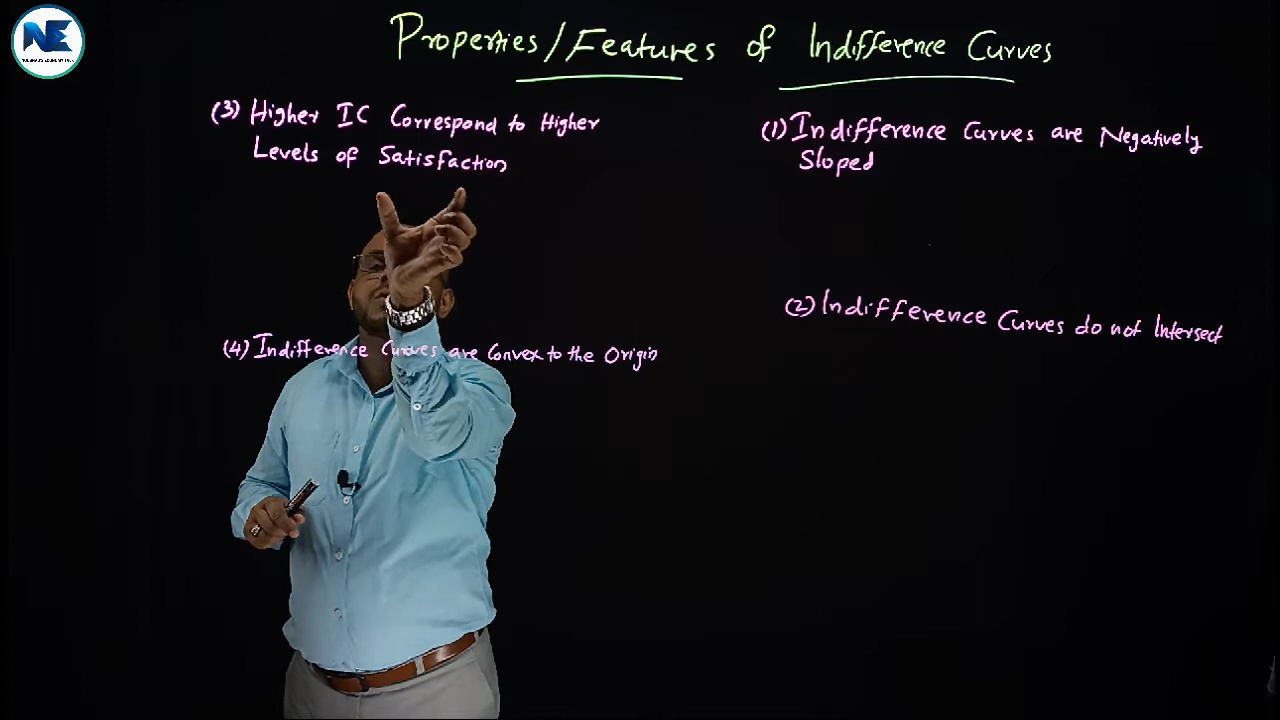 NE
Properties/Features of Indifference Curves
(3) Higher IC Correspond to Higher
Levels of Satisfaction
(1) Indifference Curves are Negatively
Sloped
(2) Indifference Curves do not Intersect
(4) Indifference Curves are Convex to the Origin